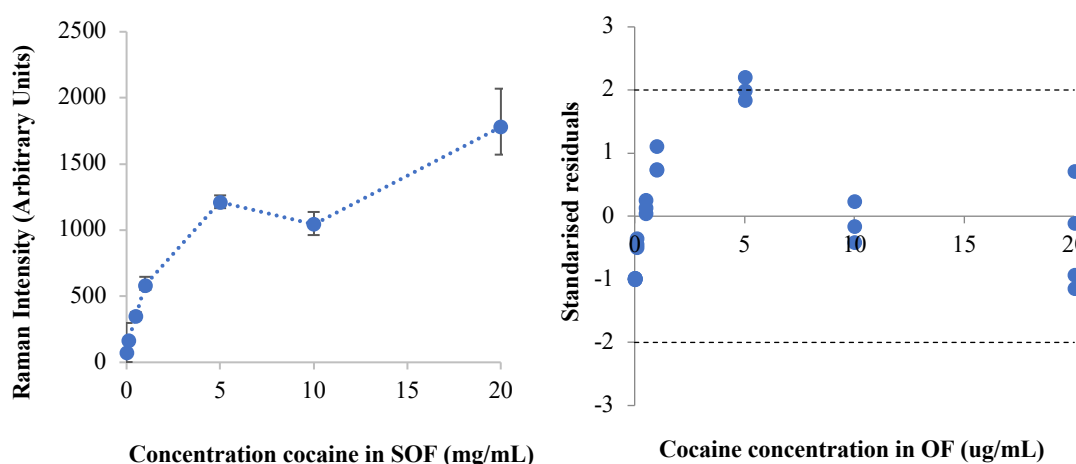 2500
2000
1500
1000
500
0
0 5 10 15 20
Raman Intensity (Arbitrary Units)
Concentration cocaine in SOF (mg/mL)
3
2
1
0
-1
-2
-3
0 5 10 15 20
Standarised residuals
Cocaine concentration in OF (ug/mL)